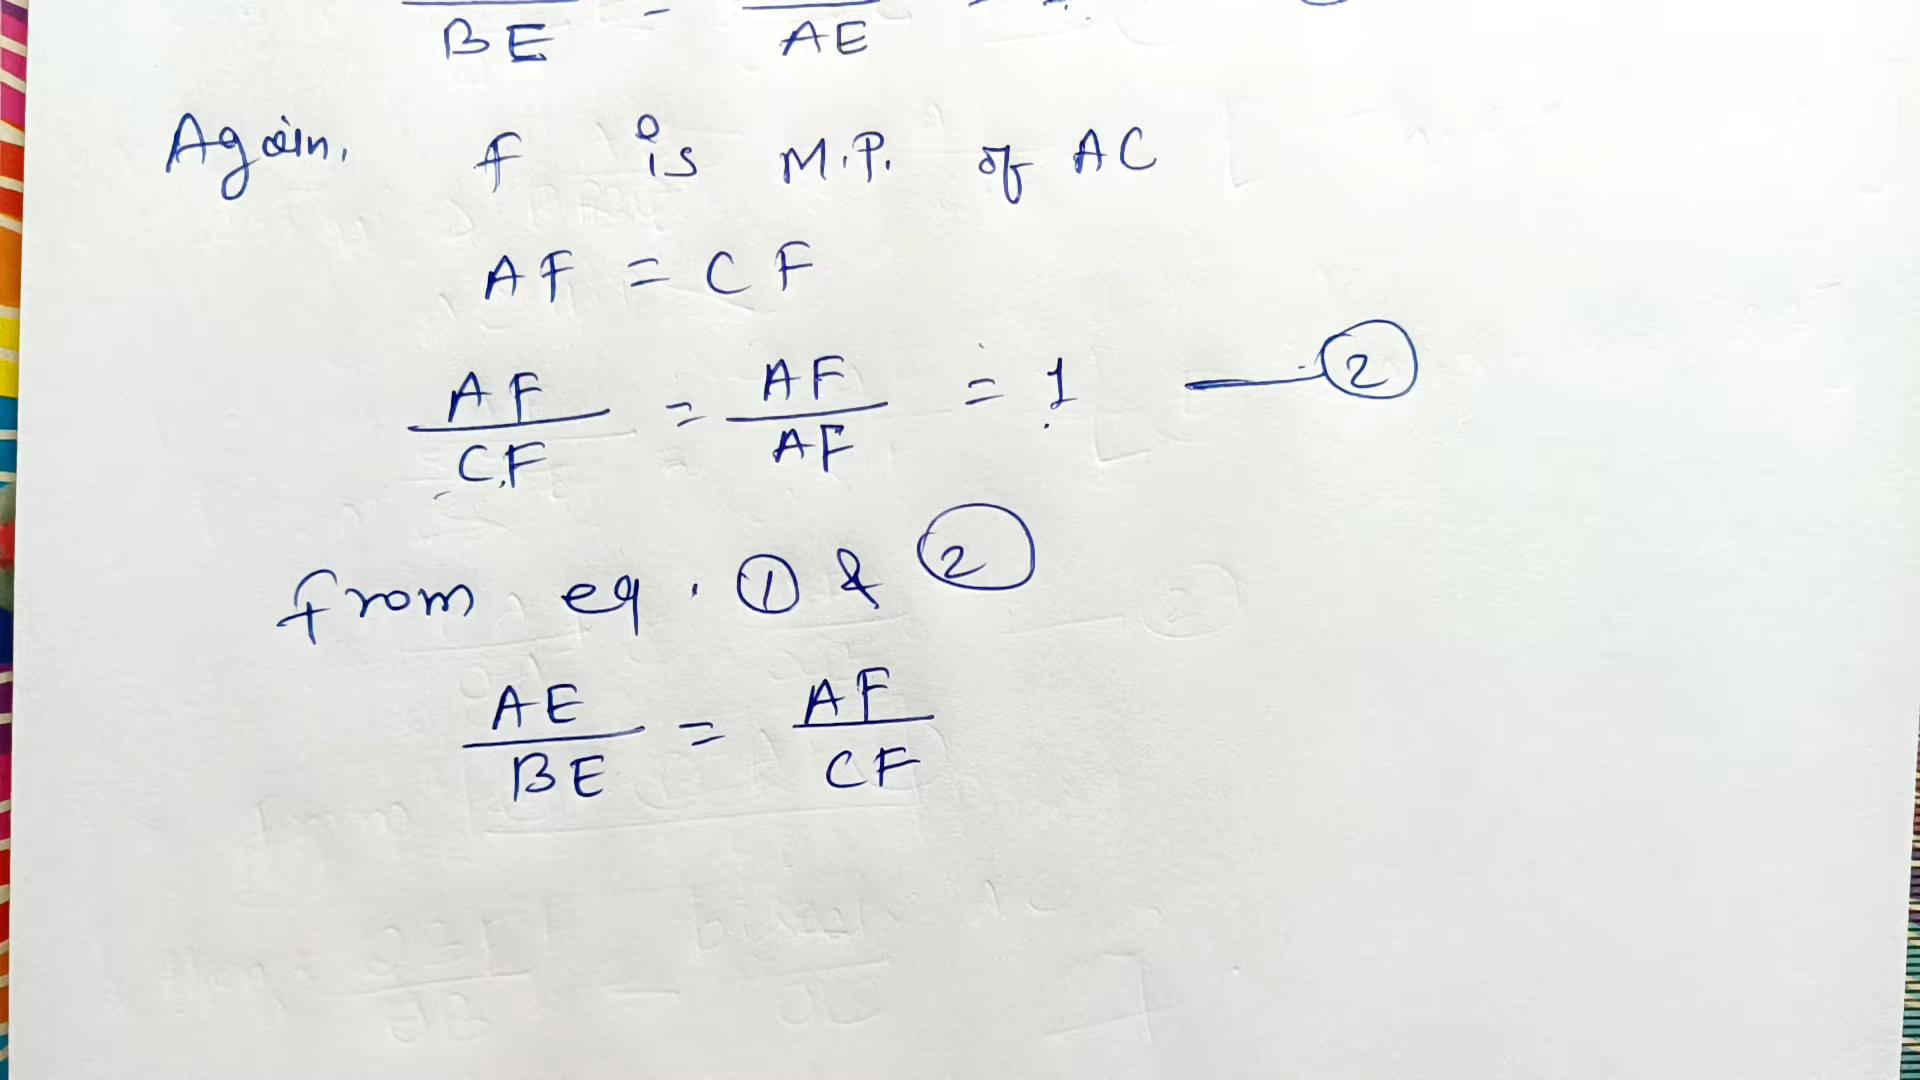 BE = AE
Again, f is M.P. of AC
AF = CF
AF/CF = AF/AF = 1 — ②
from eq. ① & ②
AE/BE = AF/CF